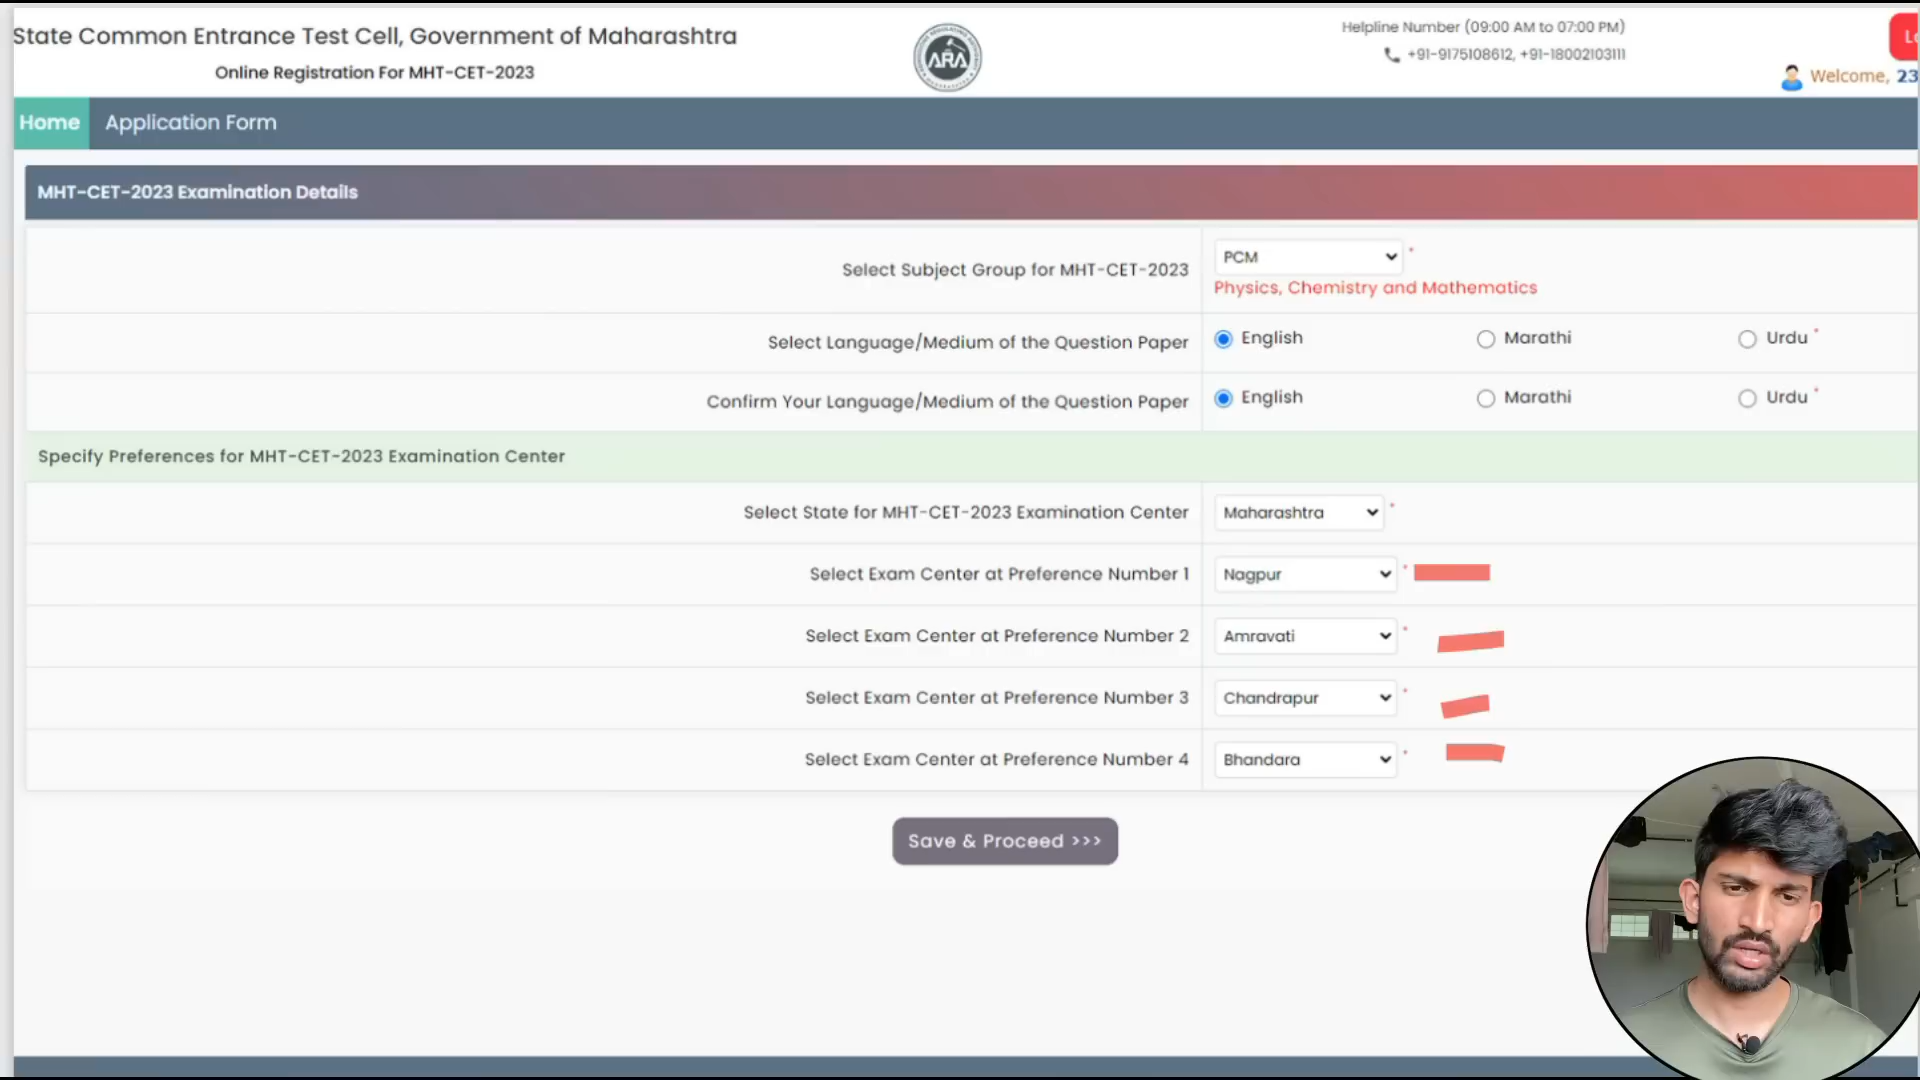 State Common Entrance Test Cell, Government of Maharashtra
Online Registration For MHT-CET-2023
ARA
Helpline Number (09:00 AM to 07:00 PM)
+91-9175108612, +91-18002103111
Welcome, 23
Home Application Form
MHT-CET-2023 Examination Details
Select Subject Group for MHT-CET-2023 PCM *
Physics, Chemistry and Mathematics
Select Language/Medium of the Question Paper English Marathi Urdu *
Confirm Your Language/Medium of the Question Paper English Marathi Urdu *
Specify Preferences for MHT-CET-2023 Examination Center
Select State for MHT-CET-2023 Examination Center Maharashtra *
Select Exam Center at Preference Number 1 Nagpur *
Select Exam Center at Preference Number 2 Amravati *
Select Exam Center at Preference Number 3 Chandrapur *
Select Exam Center at Preference Number 4 Bhandara *
Save & Proceed >>>